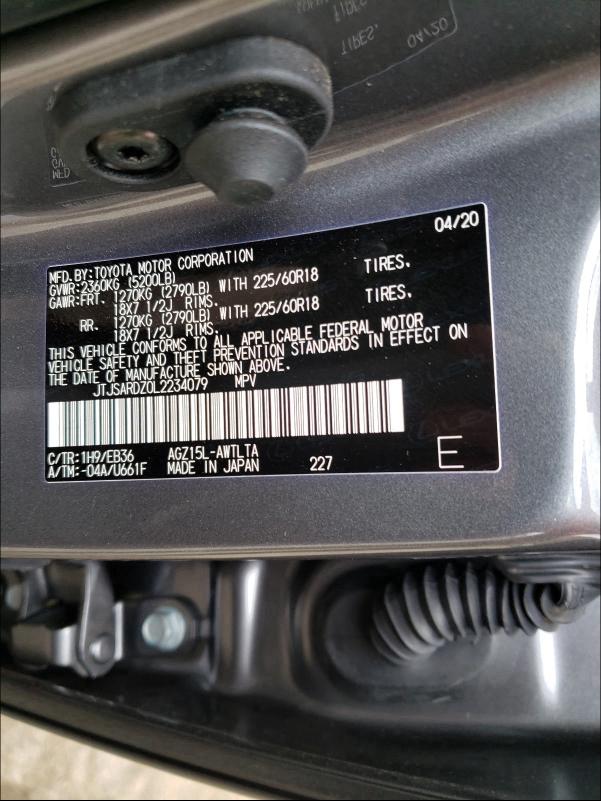 04/20
MFD.BY:TOYOTA MOTOR CORPORATION
GVWR:2360KG (5200LB)
GAWR:FRT. 1270KG (2790LB) WITH 225/60R18 TIRES,
18X7 1/2J RIMS.
RR. 1270KG (2790LB) WITH 225/60R18 TIRES,
18X7 1/2J RIMS.
THIS VEHICLE CONFORMS TO ALL APPLICABLE FEDERAL MOTOR
VEHICLE SAFETY AND THEFT PREVENTION STANDARDS IN EFFECT ON
THE DATE OF MANUFACTURE SHOWN ABOVE.
JTJSARDZ0L2234079 MPV
C/TR:1H9/EB36 AGZ15L-AWTLTA
A/TM:-04A/U661F MADE IN JAPAN 227 E